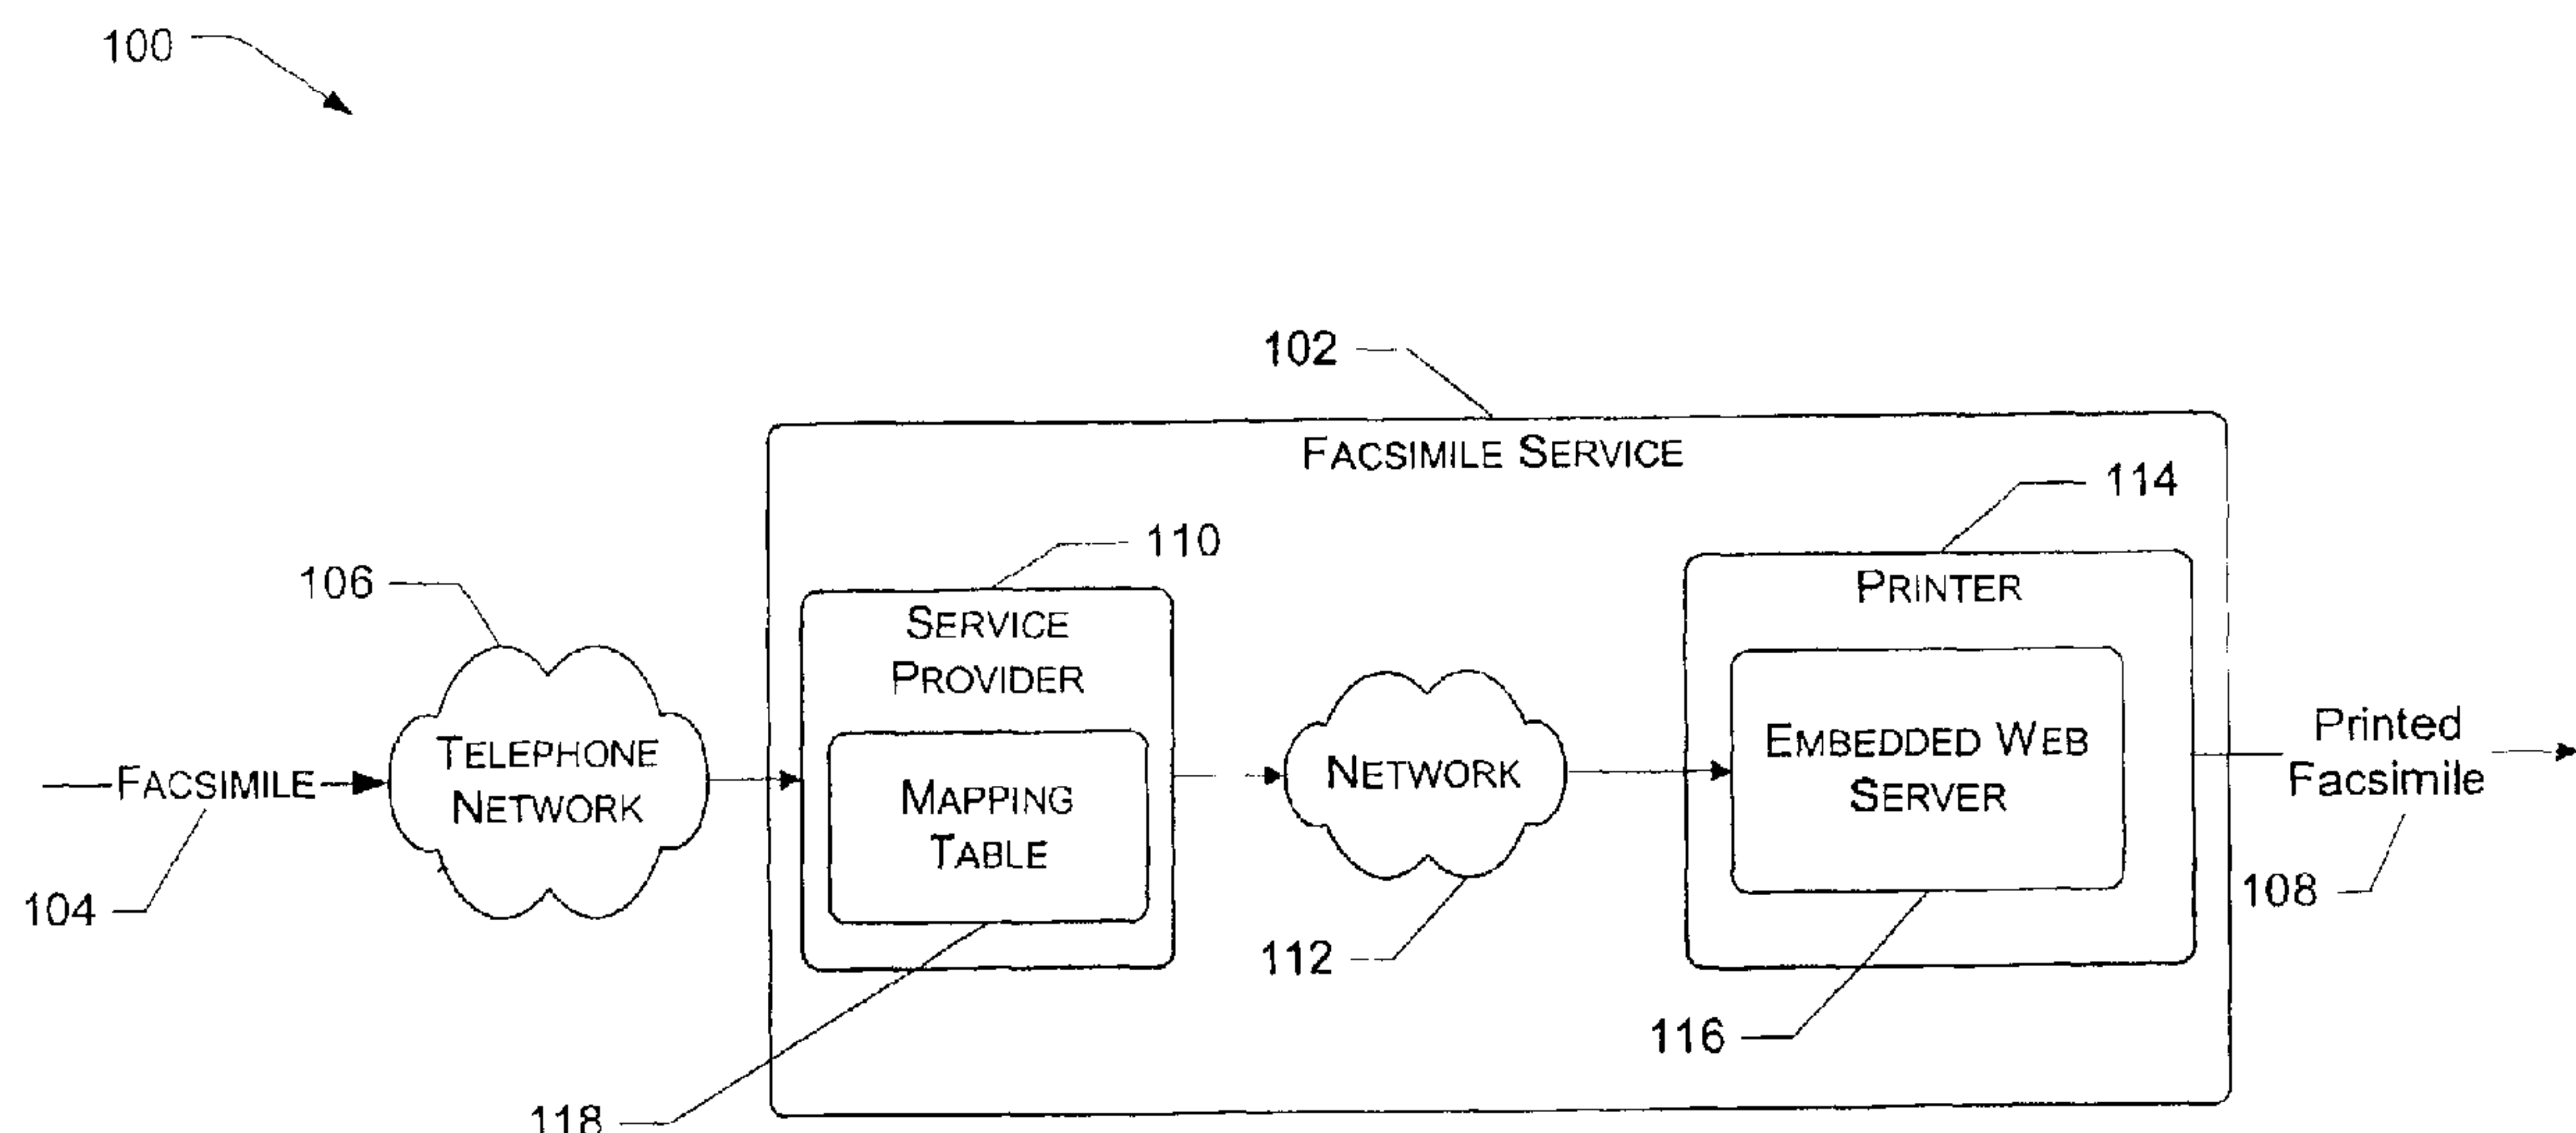 100
102
FACSIMILE SERVICE
114
110
PRINTER
106
SERVICE
PROVIDER
EMBEDDED WEB
SERVER
TELEPHONE
NETWORK
MAPPING
TABLE
NETWORK
FACSIMILE
Printed
Facsimile
104
108
112
116
118